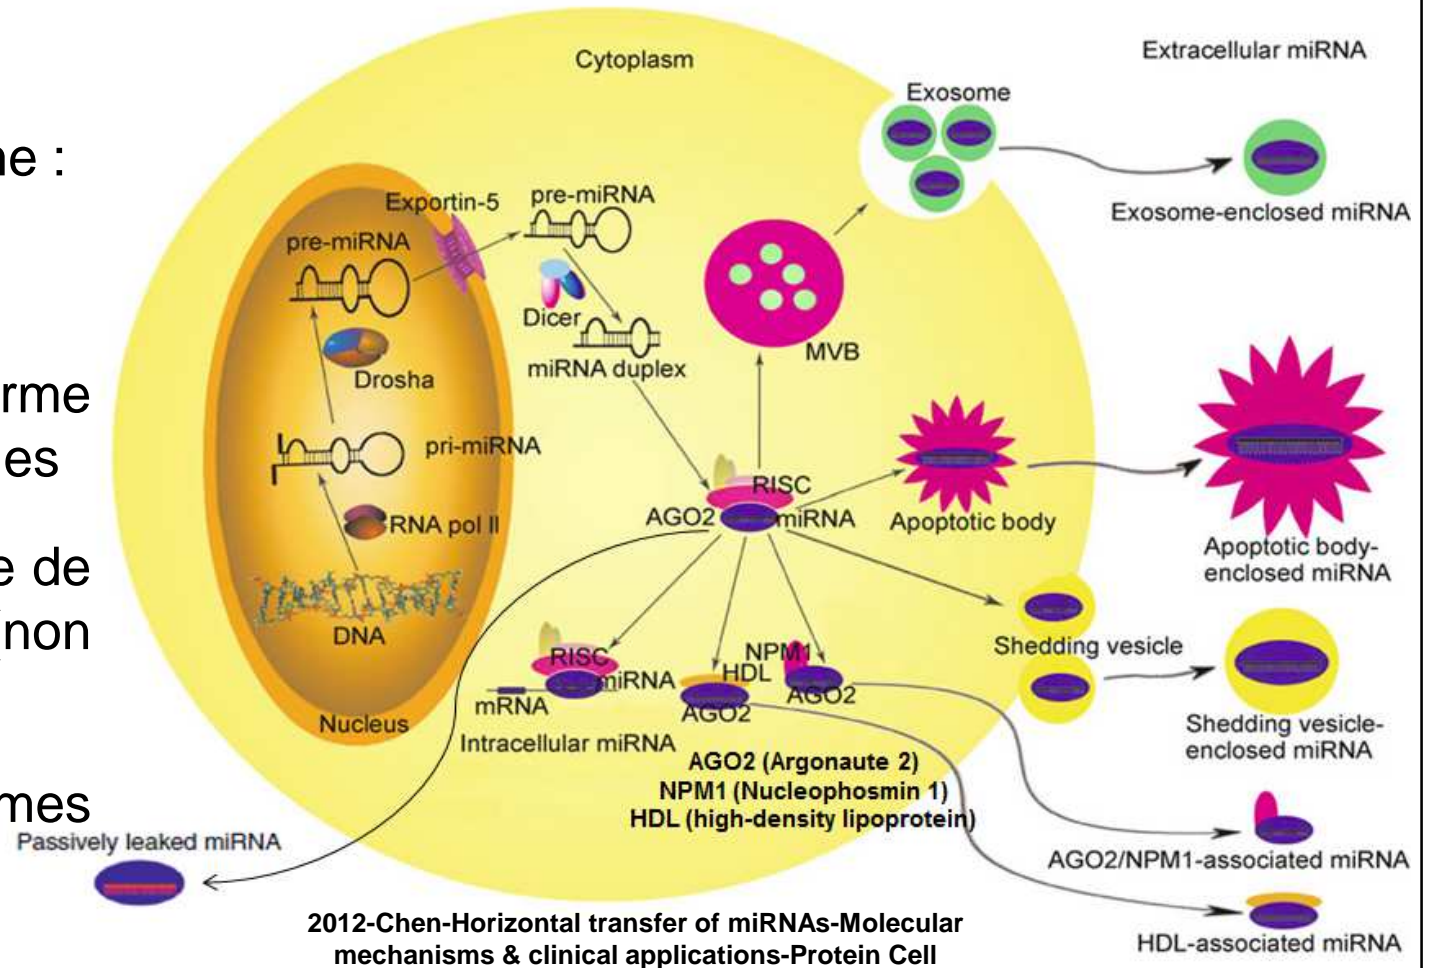 ne :
rme
es
e de
(non
mes
Cytoplasm
Extracellular miRNA
Exosome
Exosome-enclosed miRNA
Exportin-5
pre-miRNA
pre-miRNA
Dicer
miRNA duplex
MVB
Drosha
pri-miRNA
RNA pol II
DNA
Nucleus
RISC
AGO2
miRNA
Apoptotic body
Apoptotic body-
enclosed miRNA
Shedding vesicle
Shedding vesicle-
enclosed miRNA
RISC
miRNA
mRNA
Intracellular miRNA
HDL
AGO2
NPM1
AGO2
AGO2 (Argonaute 2)
NPM1 (Nucleophosmin 1)
HDL (high-density lipoprotein)
Passively leaked miRNA
AGO2/NPM1-associated miRNA
HDL-associated miRNA
2012-Chen-Horizontal transfer of miRNAs-Molecular
mechanisms & clinical applications-Protein Cell